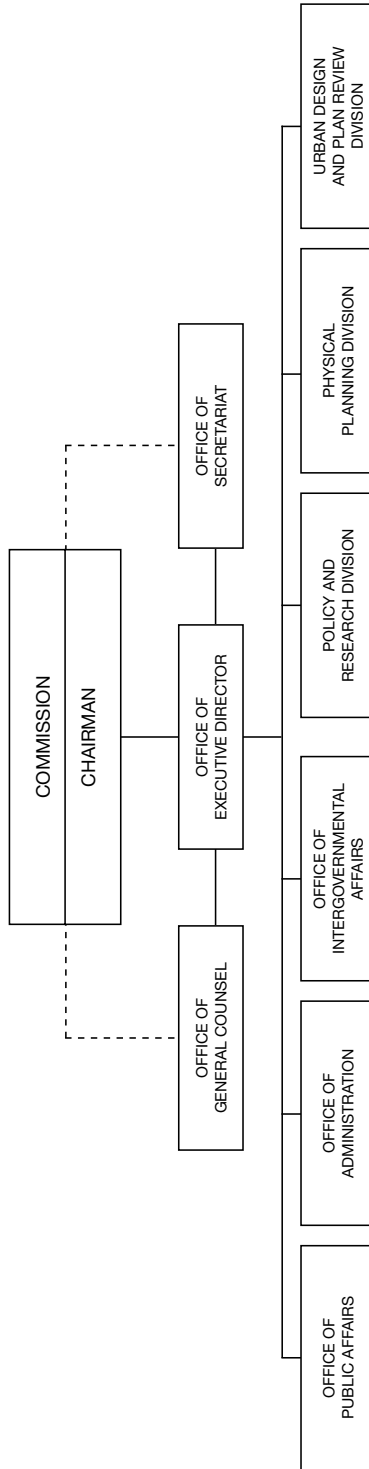 COMMISSION
CHAIRMAN
OFFICE OF
GENERAL COUNSEL
OFFICE OF
EXECUTIVE DIRECTOR
OFFICE OF
SECRETARIAT
OFFICE OF
PUBLIC AFFAIRS
OFFICE OF
ADMINISTRATION
OFFICE OF
INTERGOVERNMENTAL
AFFAIRS
POLICY AND
RESEARCH DIVISION
PHYSICAL
PLANNING DIVISION
URBAN DESIGN
AND PLAN REVIEW
DIVISION